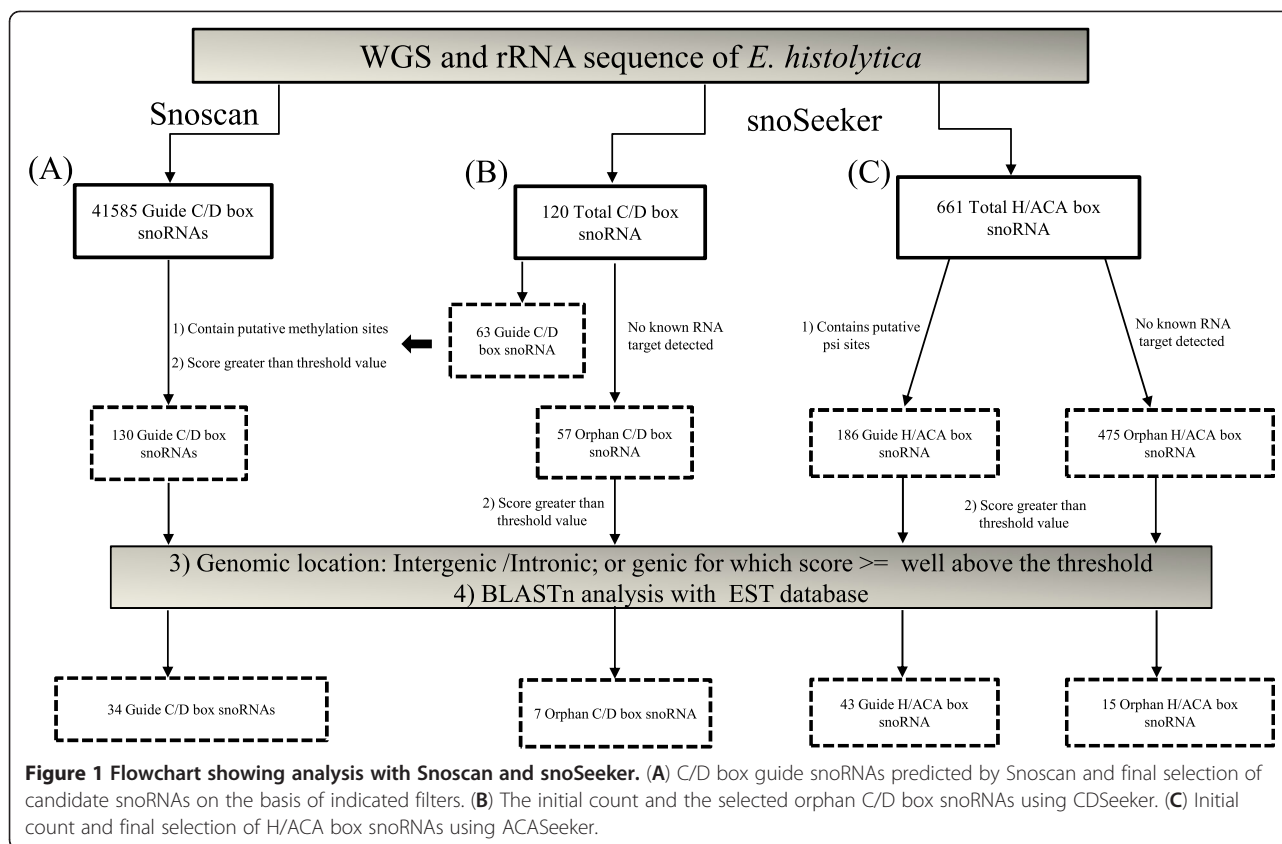 WGS and rRNA sequence of E. histolytica
Snoscan
snoSeeker
(A)
(B)
(C)
41585 Guide C/D box
snoRNAs
120 Total C/D box
snoRNA
661 Total H/ACA box
snoRNA
1) Contain putative methylation sites
2) Score greater than threshold value
63 Guide C/D
box snoRNA
No known RNA
target detected
1) Contains putative
psi sites
No known RNA
target detected
130 Guide C/D box
snoRNAs
57 Orphan C/D box
snoRNA
186 Guide H/ACA box
snoRNA
475 Orphan H/ACA box
snoRNA
2) Score greater than
threshold value
2) Score greater than
threshold value
3) Genomic location: Intergenic /Intronic; or genic for which score >= well above the threshold
4) BLASTn analysis with EST database
34 Guide C/D box snoRNAs
7 Orphan C/D box snoRNA
43 Guide H/ACA box
snoRNA
15 Orphan H/ACA box
snoRNA
Figure 1 Flowchart showing analysis with Snoscan and snoSeeker. (A) C/D box guide snoRNAs predicted by Snoscan and final selection of
candidate snoRNAs on the basis of indicated filters. (B) The initial count and the selected orphan C/D box snoRNAs using CDSeeker. (C) Initial
count and final selection of H/ACA box snoRNAs using ACASeeker.